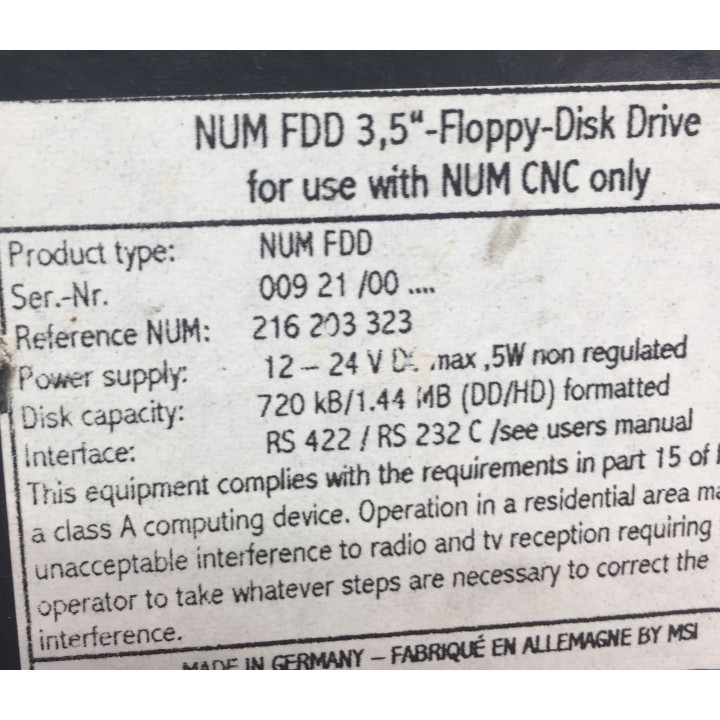 NUM FDD 3,5"-Floppy-Disk Drive
for use with NUM CNC only
Product type: NUM FDD
Ser.-Nr. 009 21 /00 ....
Reference NUM: 216 203 323
Power supply: 12 – 24 V DC max ,5W non regulated
Disk capacity: 720 kB/1.44 MB (DD/HD) formatted
Interface: RS 422 / RS 232 C /see users manual
This equipment complies with the requirements in part 15 of
a class A computing device. Operation in a residential area
unacceptable interference to radio and tv reception requiring
operator to take whatever steps are necessary to correct the
interference.
MADE IN GERMANY – FABRIQUÉ EN ALLEMAGNE BY MSI